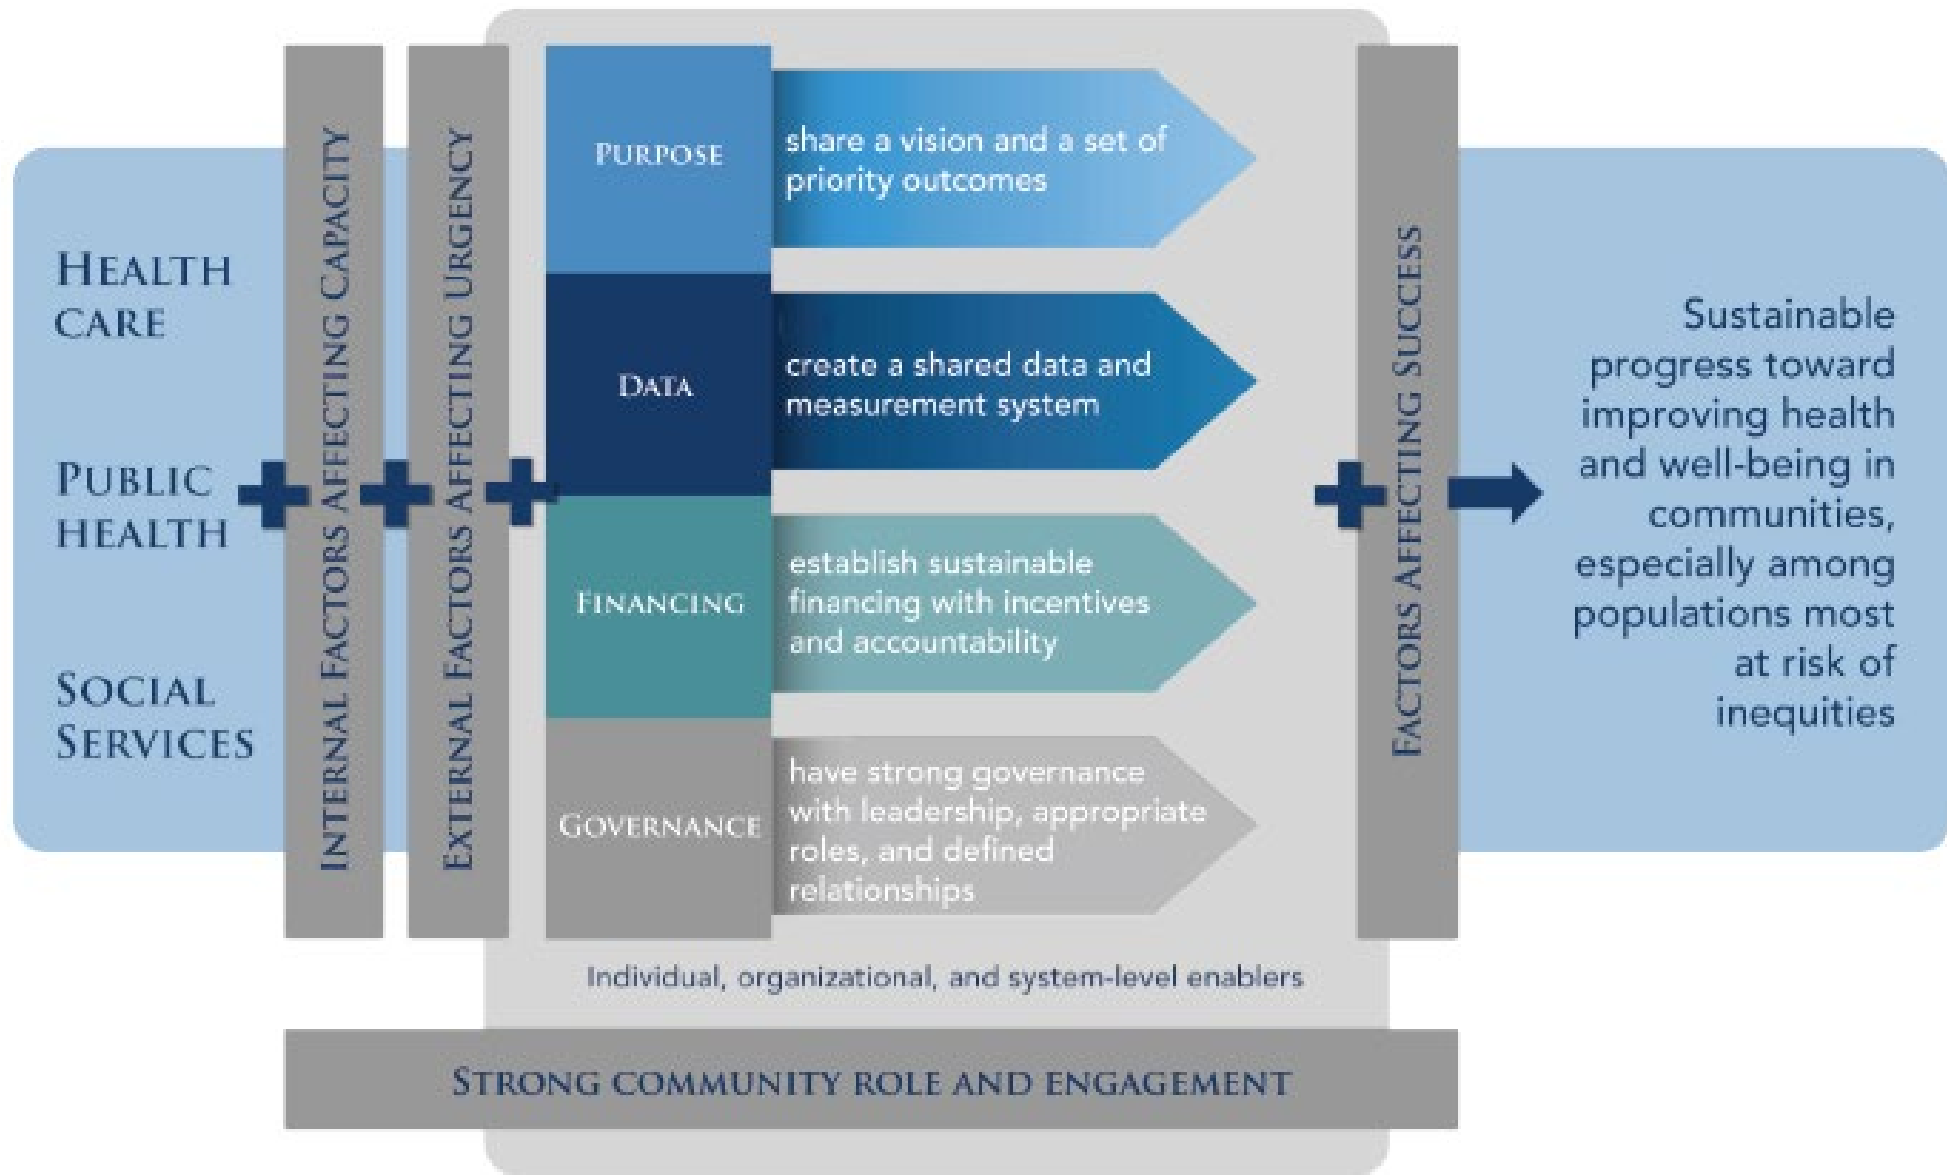 HEALTH
CARE
PUBLIC
HEALTH
SOCIAL
SERVICES
INTERNAL FACTORS AFFECTING CAPACITY
EXTERNAL FACTORS AFFECTING URGENCY
PURPOSE
share a vision and a set of
priority outcomes
DATA
create a shared data and
measurement system
FINANCING
establish sustainable
financing with incentives
and accountability
GOVERNANCE
have strong governance
with leadership, appropriate
roles, and defined
relationships
Individual, organizational, and system-level enablers
FACTORS AFFECTING SUCCESS
Sustainable
progress toward
improving health
and well-being in
communities,
especially among
populations most
at risk of
inequities
STRONG COMMUNITY ROLE AND ENGAGEMENT